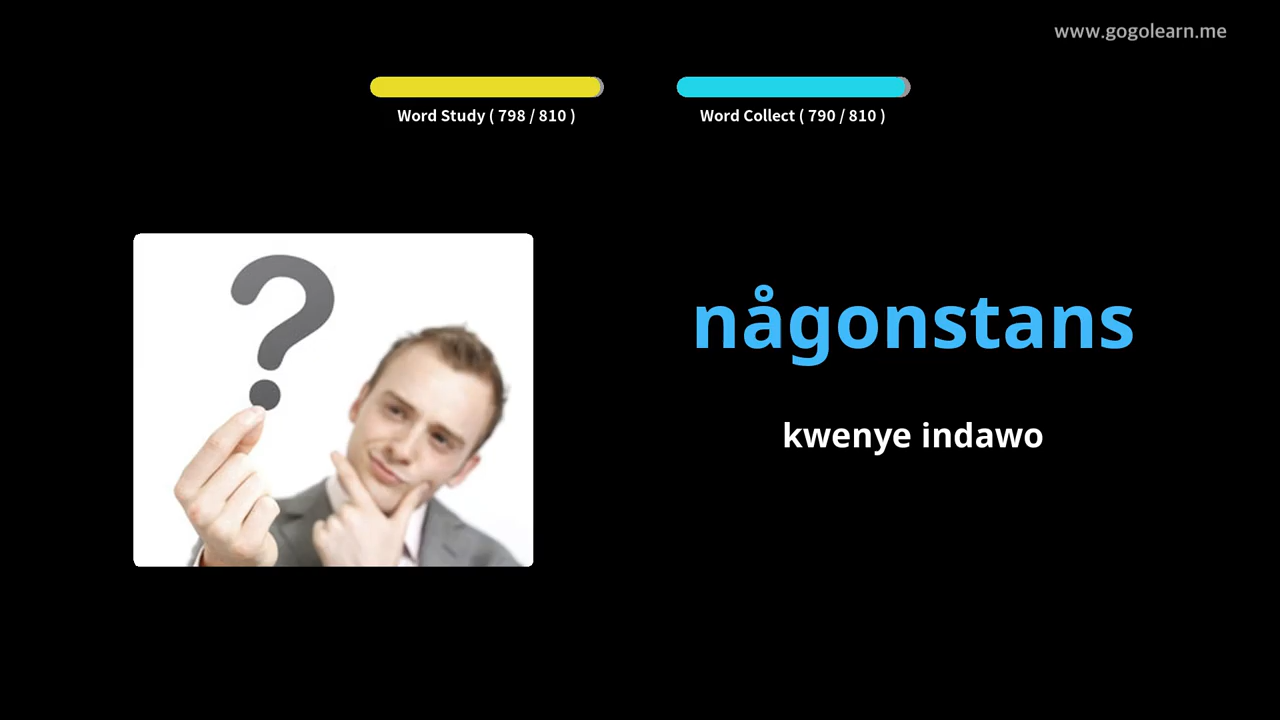 www.gogolearn.me
Word Study ( 798 / 810 )
Word Collect ( 790 / 810 )
någonstans
kwenye indawo